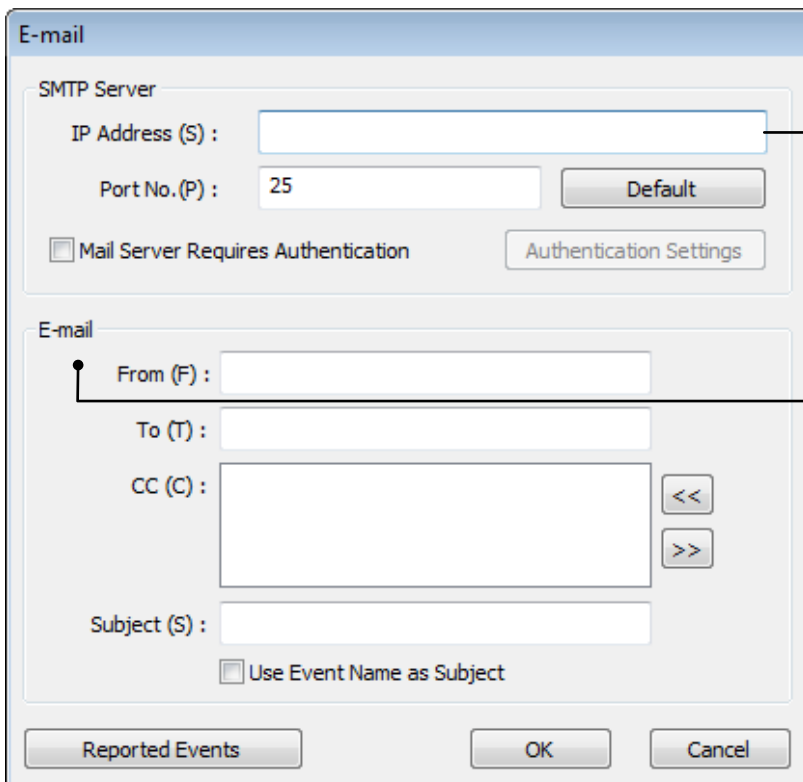 E-mail
SMTP Server
IP Address (S) :
Port No.(P) : 25 Default
Mail Server Requires Authentication Authentication Settings
E-mail
From (F) :
To (T) :
CC (C) :
<<
>>
Subject (S) :
Use Event Name as Subject
Reported Events OK Cancel